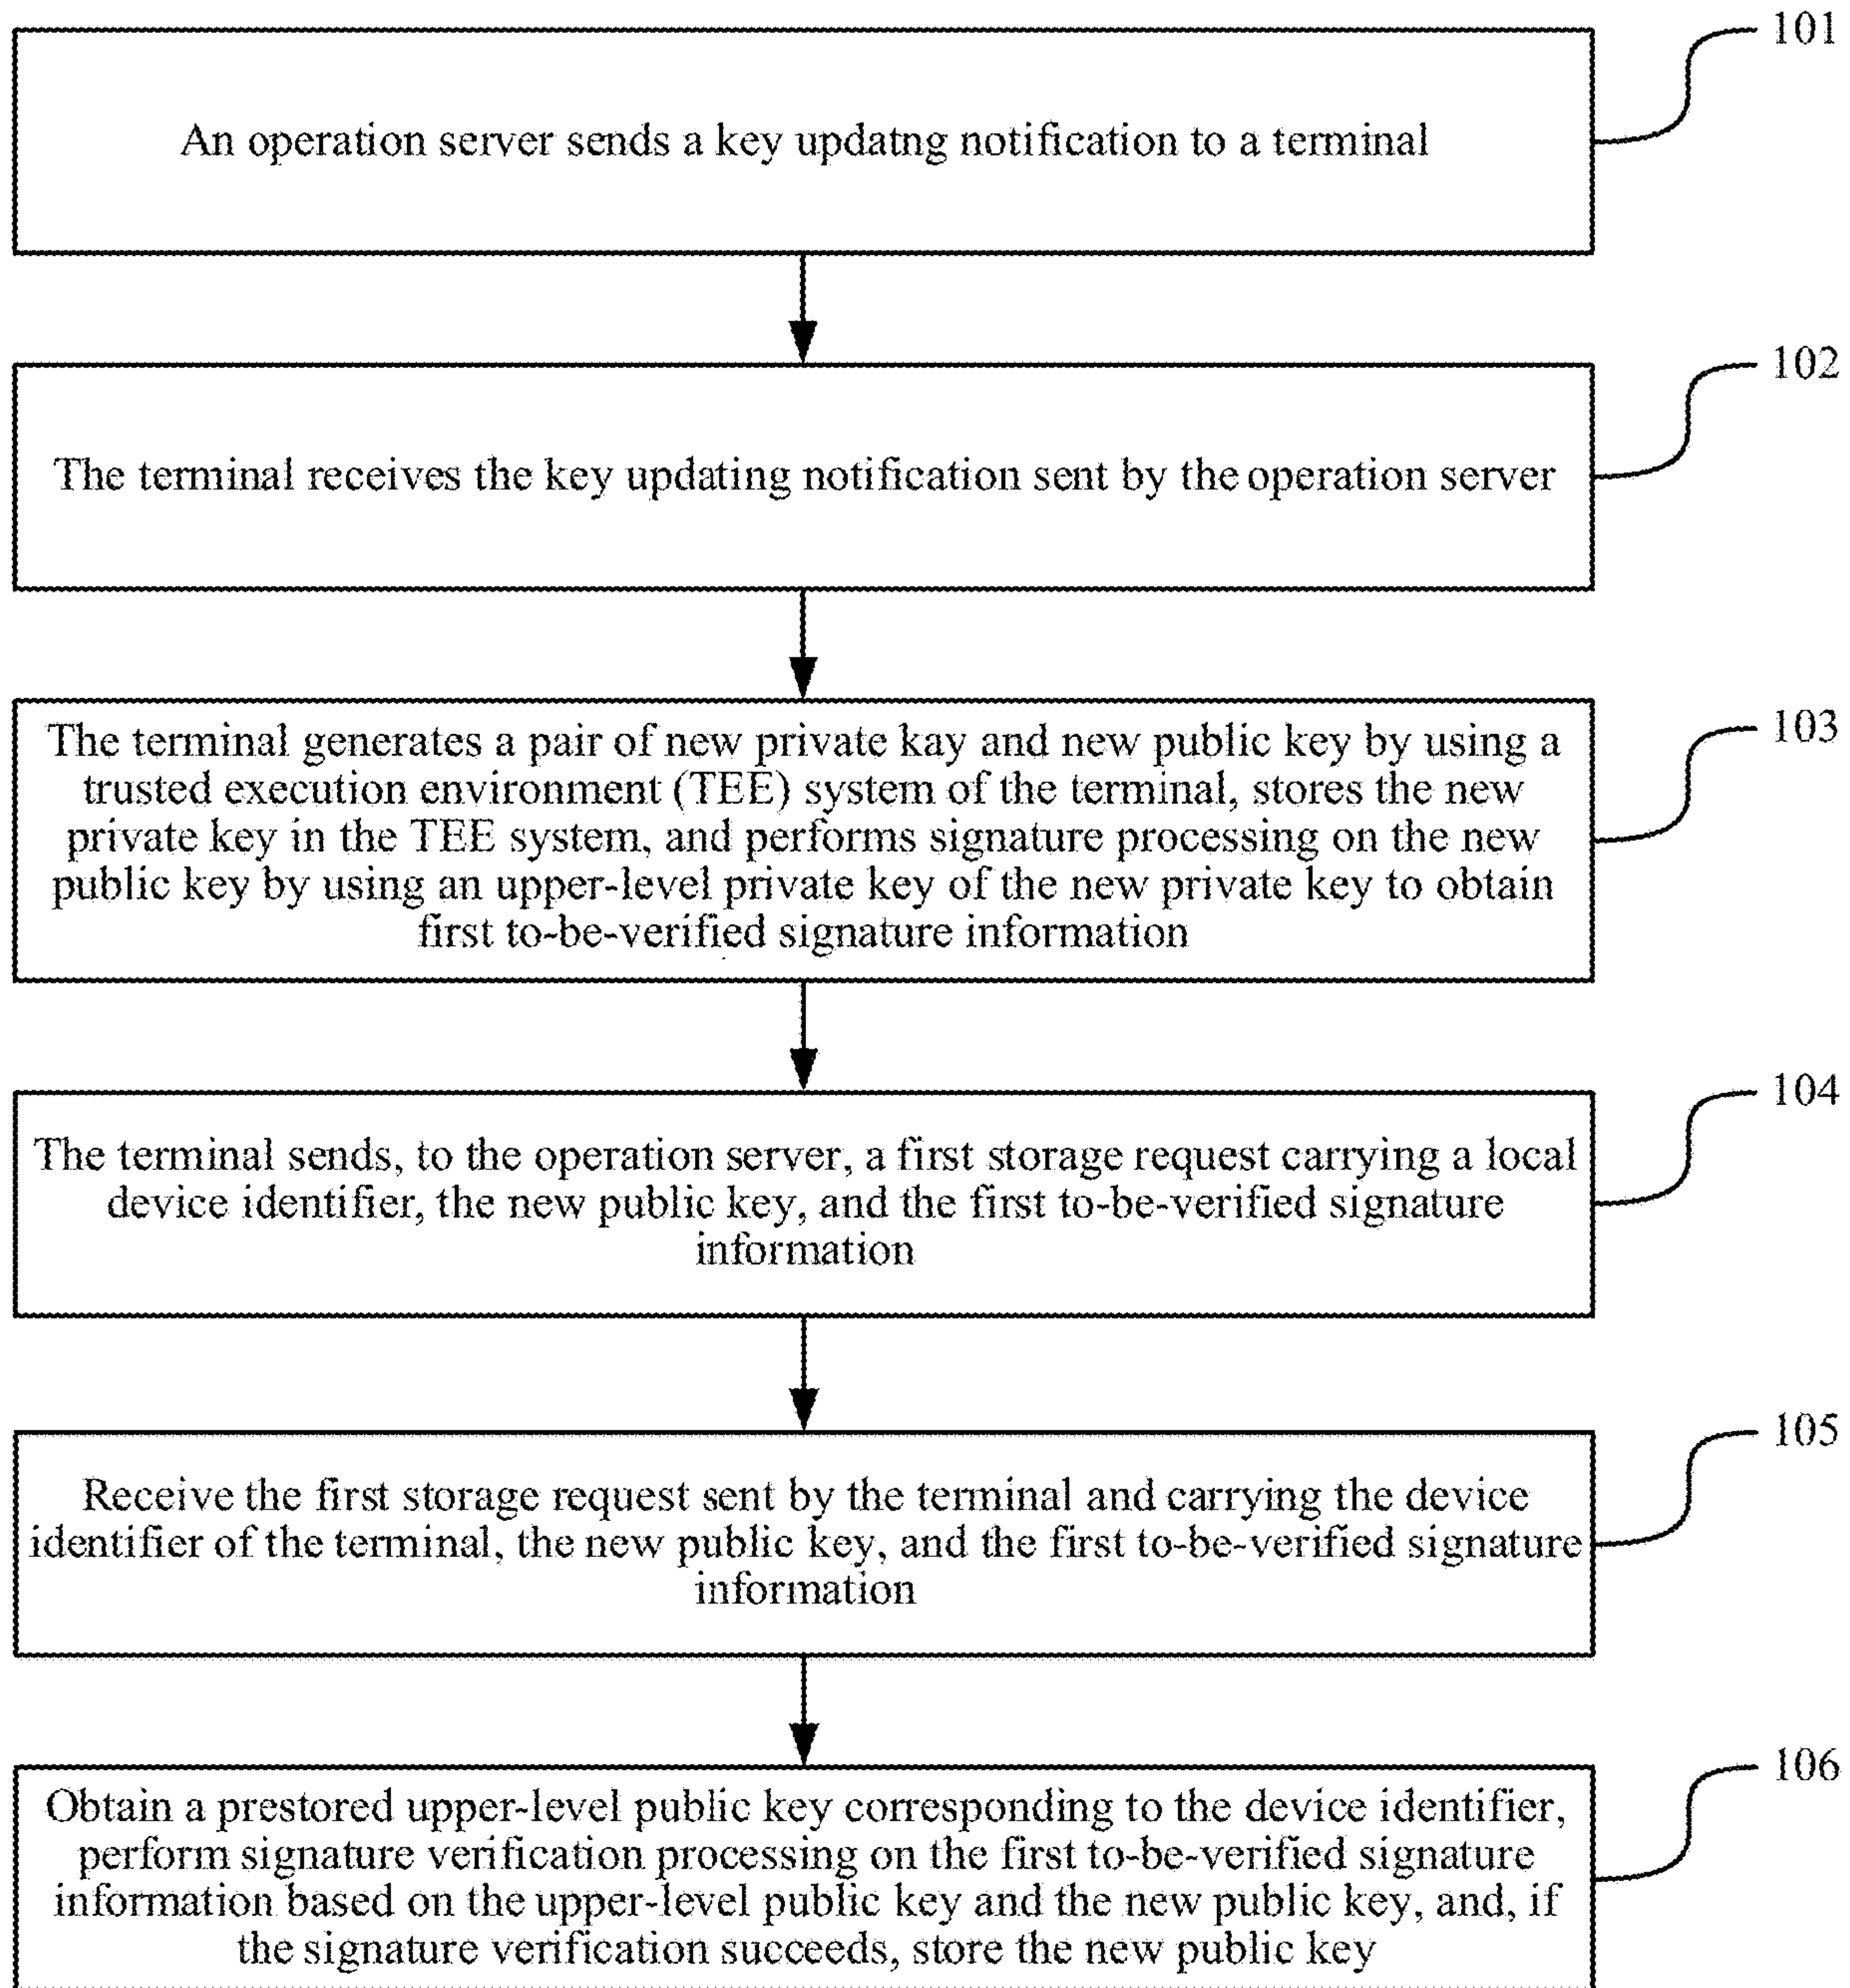 101
An operation server sends a key updatng notification to a terminal
102
The terminal receives the key updating notification sent by the operation server
103
The terminal generates a pair of new private kay and new public key by using a
trusted execution environment (TEE) system of the terminal, stores the new
private key in the TEE system, and performs signature processing on the new
public key by using an upper-level private key of the new private key to obtain
first to-be-verified signature information
104
The terminal sends, to the operation server, a first storage request carrying a local
device identifier, the new public key, and the first to-be-verified signature
information
105
Receive the first storage request sent by the terminal and carrying the device
identifier of the terminal, the new public key, and the first to-be-verified signature
information
106
Obtain a prestored upper-level public key corresponding to the device identifier,
perform signature verification processing on the first to-be-verified signature
information based on the upper-level public key and the new public key, and, if
the signature verification succeeds, store the new public key